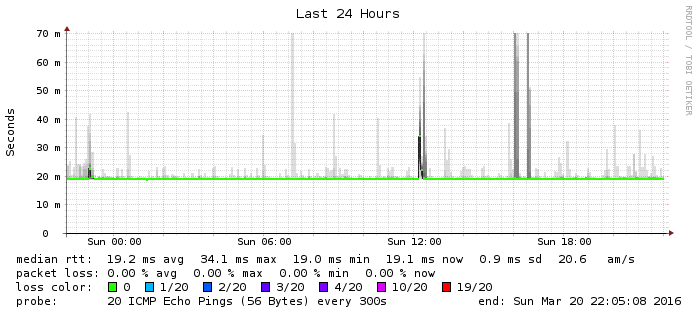 Last 24 Hours
RRDTOOL / TOBI OETIKER
Seconds
70 m
60 m
50 m
40 m
30 m
20 m
10 m
0
Sun 00:00 Sun 06:00 Sun 12:00 Sun 18:00
median rtt: 19.2 ms avg 34.1 ms max 19.0 ms min 19.1 ms now 0.9 ms sd 20.6 am/s
packet loss: 0.00 % avg 0.00 % max 0.00 % min 0.00 % now
loss color: 0 1/20 2/20 3/20 4/20 10/20 19/20
probe: 20 ICMP Echo Pings (56 Bytes) every 300s end: Sun Mar 20 22:05:08 2016